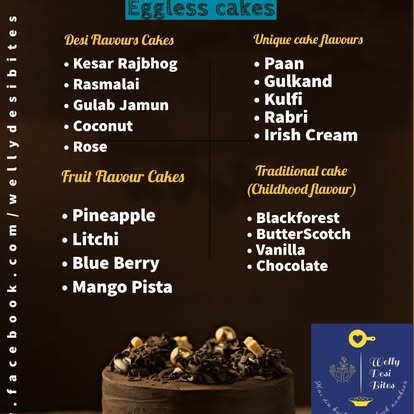 Eggless cakes
Desi Flavours Cakes
• Kesar Rajbhog
• Rasmalai
• Gulab Jamun
• Coconut
• Rose
Unique cake flavours
• Paan
• Gulkand
• Kulfi
• Rabri
• Irish Cream
Fruit Flavour Cakes
• Pineapple
• Litchi
• Blue Berry
• Mango Pista
Traditional cake
(Childhood flavour)
• Blackforest
• ButterScotch
• Vanilla
• Chocolate
.facebook.com/wellydesibites
Welly
Desi
Bites